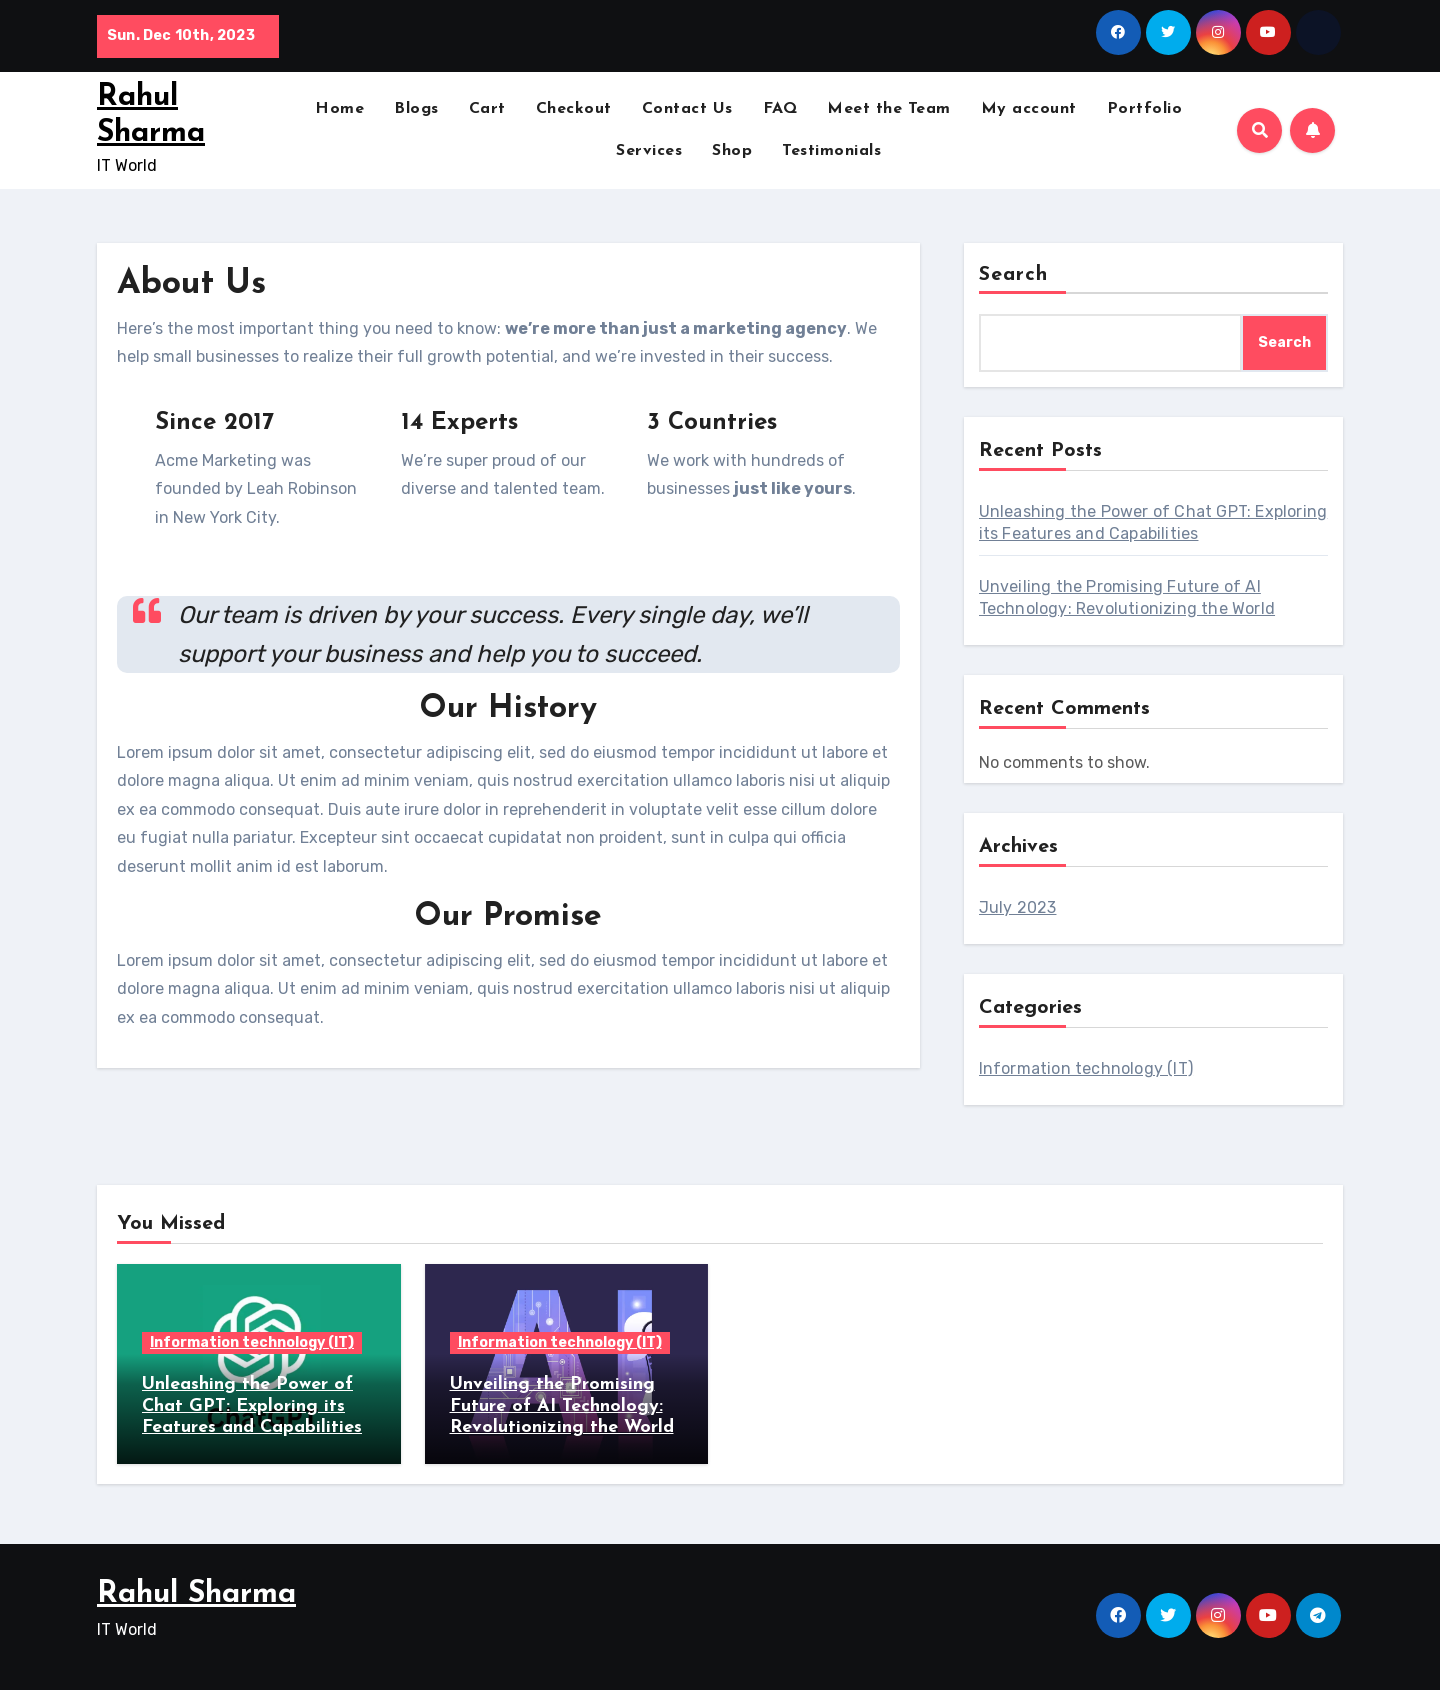 Sun. Dec 10th, 2023
Rahul
Sharma
IT World
Home Blogs Cart Checkout Contact Us FAQ Meet the Team My account Portfolio
Services Shop Testimonials
About Us
Here’s the most important thing you need to know: we’re more than just a marketing agency. We
help small businesses to realize their full growth potential, and we’re invested in their success.
Since 2017
Acme Marketing was
founded by Leah Robinson
in New York City.
14 Experts
We’re super proud of our
diverse and talented team.
3 Countries
We work with hundreds of
businesses just like yours.
Our team is driven by your success. Every single day, we’ll
support your business and help you to succeed.
Our History
Lorem ipsum dolor sit amet, consectetur adipiscing elit, sed do eiusmod tempor incididunt ut labore et
dolore magna aliqua. Ut enim ad minim veniam, quis nostrud exercitation ullamco laboris nisi ut aliquip
ex ea commodo consequat. Duis aute irure dolor in reprehenderit in voluptate velit esse cillum dolore
eu fugiat nulla pariatur. Excepteur sint occaecat cupidatat non proident, sunt in culpa qui officia
deserunt mollit anim id est laborum.
Our Promise
Lorem ipsum dolor sit amet, consectetur adipiscing elit, sed do eiusmod tempor incididunt ut labore et
dolore magna aliqua. Ut enim ad minim veniam, quis nostrud exercitation ullamco laboris nisi ut aliquip
ex ea commodo consequat.
Search
Search
Recent Posts
Unleashing the Power of Chat GPT: Exploring
its Features and Capabilities
Unveiling the Promising Future of AI
Technology: Revolutionizing the World
Recent Comments
No comments to show.
Archives
July 2023
Categories
Information technology (IT)
You Missed
Information technology (IT)
Unleashing the Power of
Chat GPT: Exploring its
ChatGPT
Features and Capabilities
AI
Information technology (IT)
Unveiling the Promising
Future of AI Technology:
Revolutionizing the World
Rahul Sharma
IT World